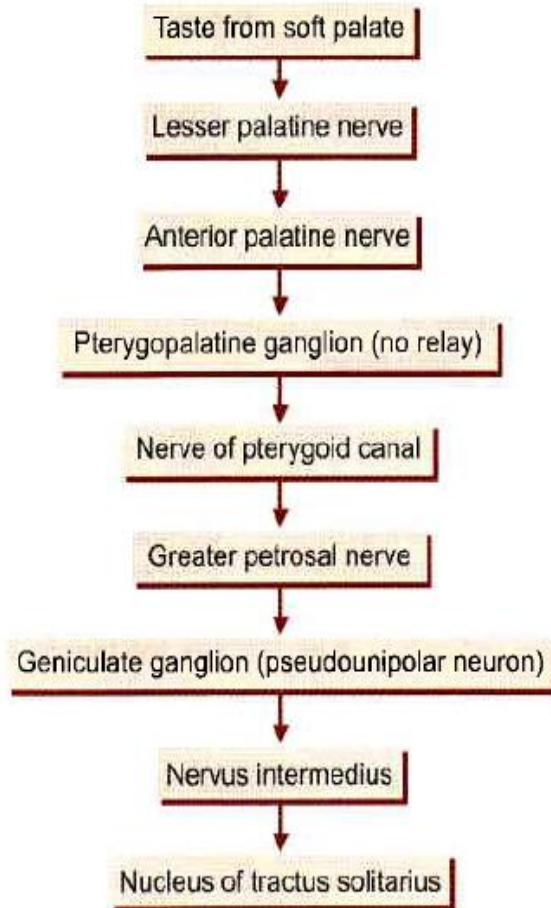 Taste from soft palate
Lesser palatine nerve
Anterior palatine nerve
Pterygopalatine ganglion (no relay)
Nerve of pterygoid canal
Greater petrosal nerve
Geniculate ganglion (pseudounipolar neuron)
Nervus intermedius
Nucleus of tractus solitarius